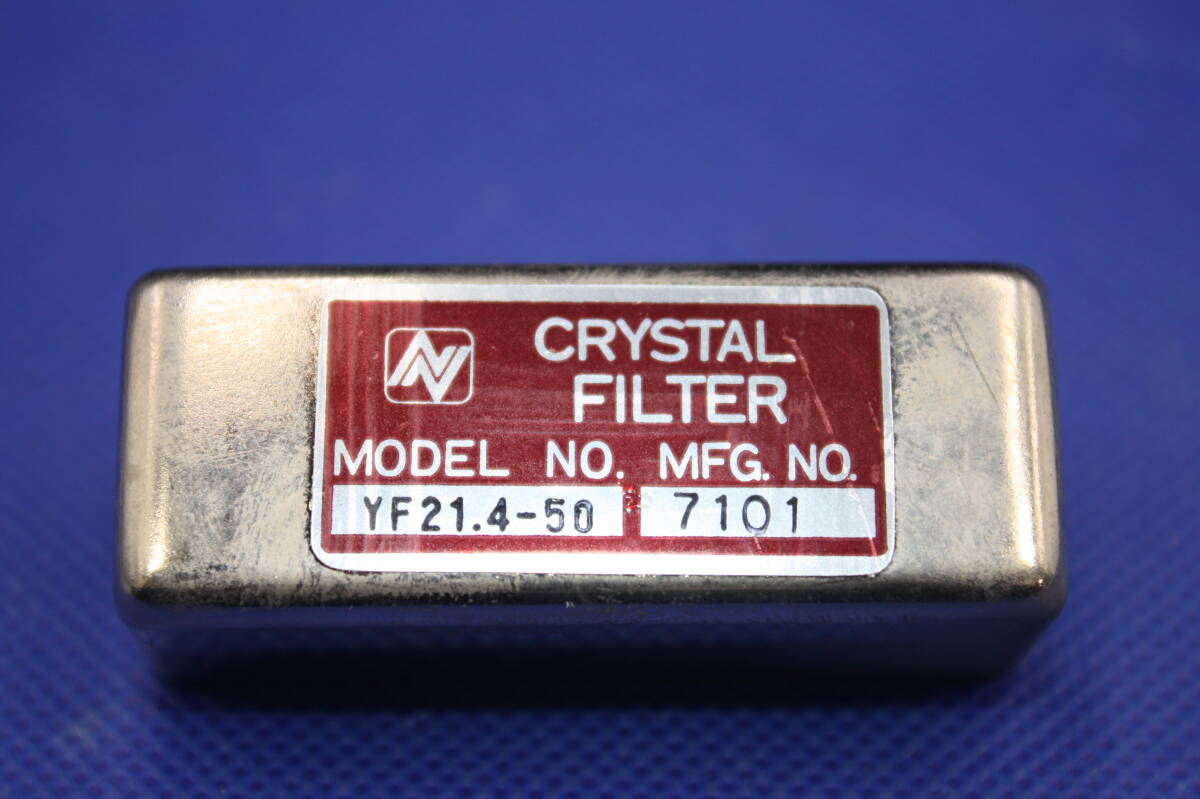 CRYSTAL
FILTER
MODEL NO. MFG. NO.
YF21.4-50 7101